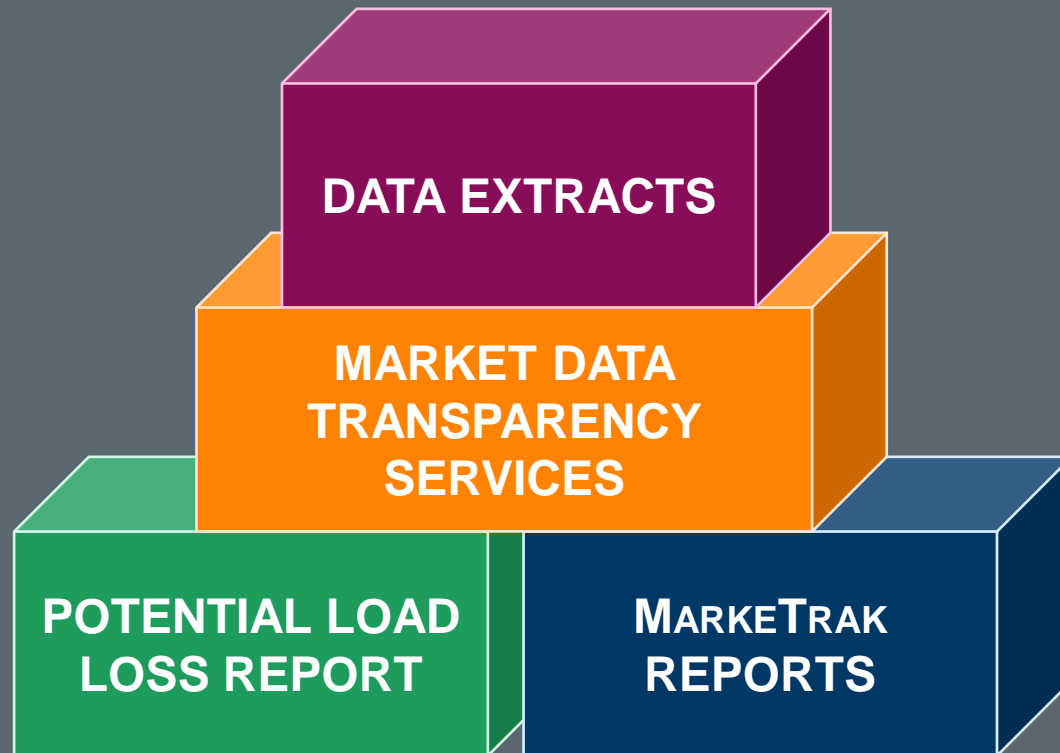 DATA EXTRACTS
MARKET DATA
TRANSPARENCY
SERVICES
POTENTIAL LOAD
LOSS REPORT
MARKETRAK
REPORTS